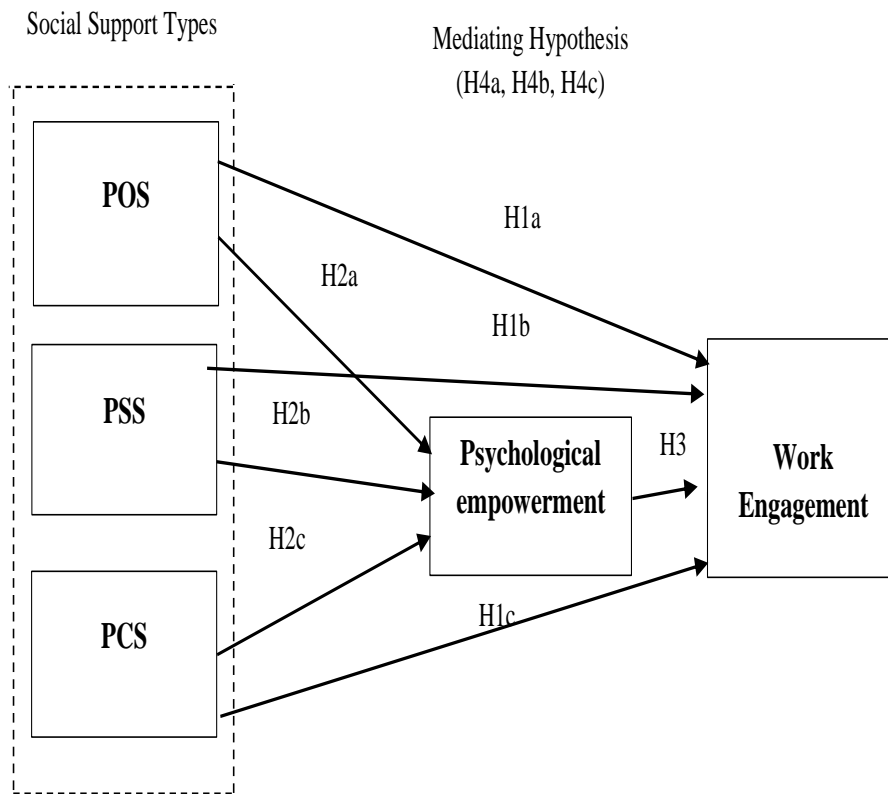 Social Support Types
Mediating Hypothesis
(H4a, H4b, H4c)
POS
H1a
H2a
H1b
PSS
H2b
Psychological
empowerment
H3
Work
Engagement
H2c
PCS
H1c